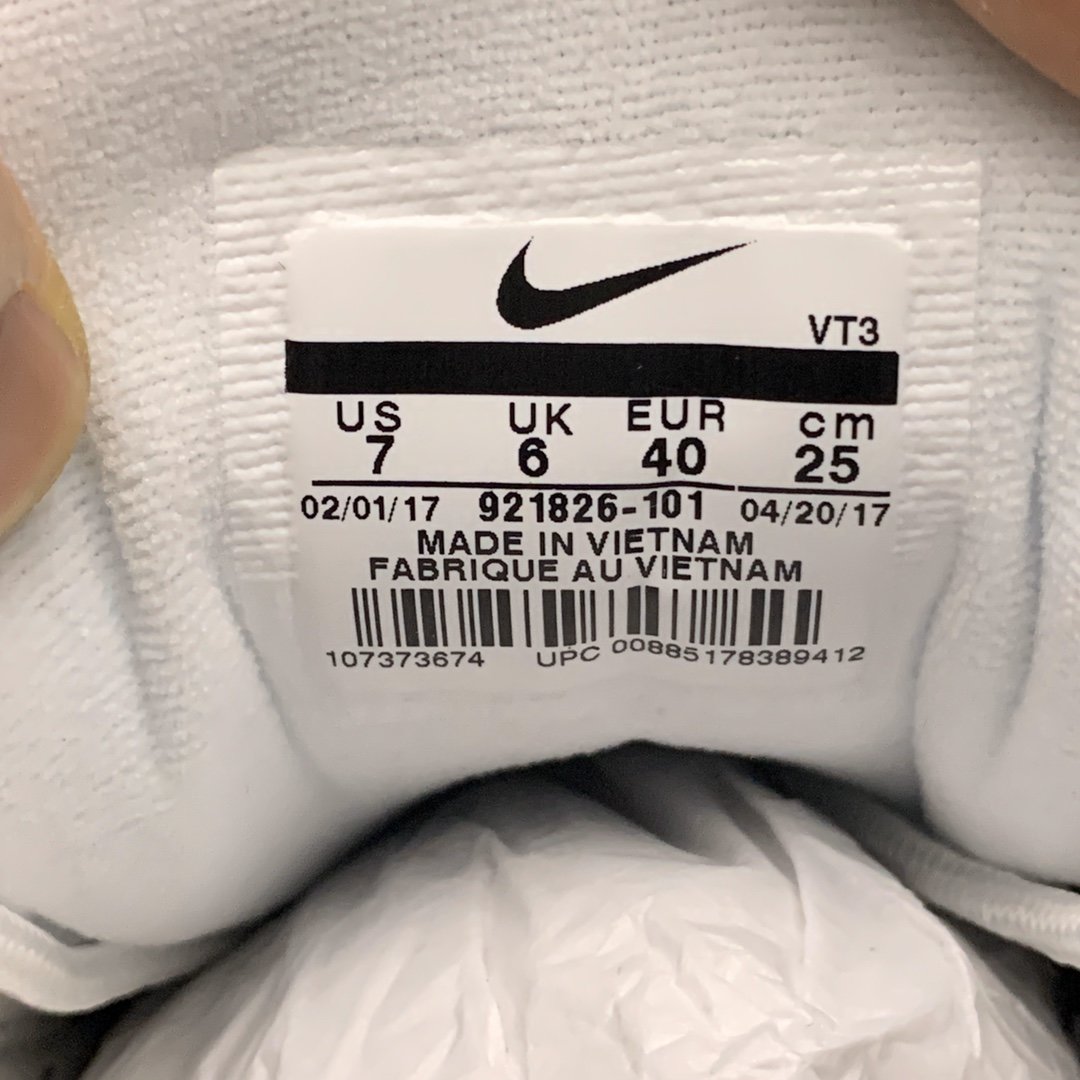 VT3
US UK EUR cm
7 6 40 25
02/01/17 921826-101 04/20/17
MADE IN VIETNAM
FABRIQUE AU VIETNAM
107373674 UPC 00885178389412